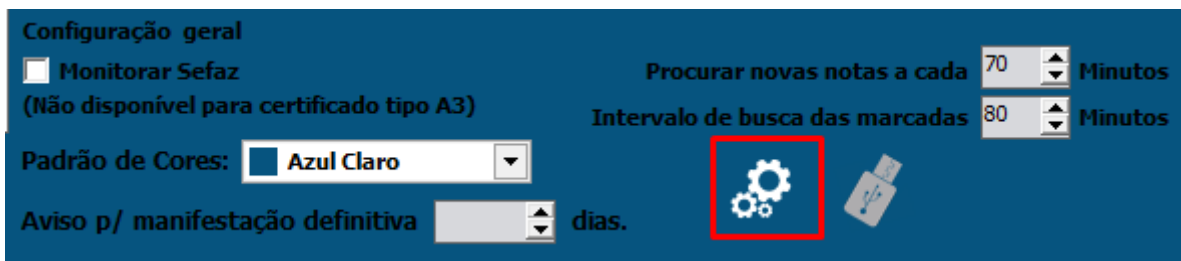 Configuração geral
Monitorar Sefaz
Procurar novas notas a cada 70 Minutos
(Não disponível para certificado tipo A3)
Intervalo de busca das marcadas 80 Minutos
Padrão de Cores: Azul Claro
Aviso p/ manifestação definitiva dias.